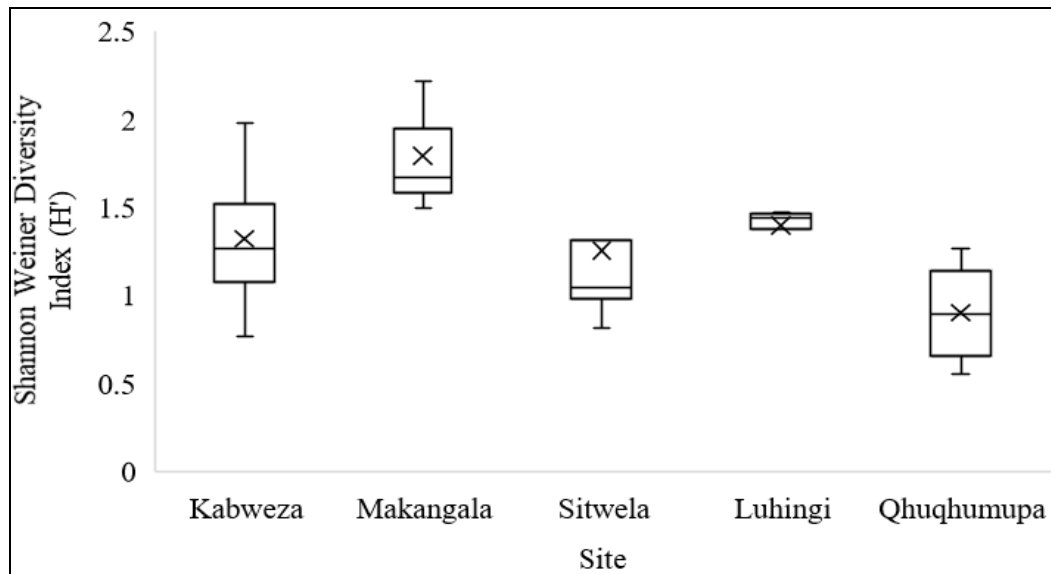 Shannon Weiner Diversity
Index (H')
2.5
2
1.5
1
0.5
0
Kabweza Makangala Sitwela Luhingi Qhuqhumupa
Site